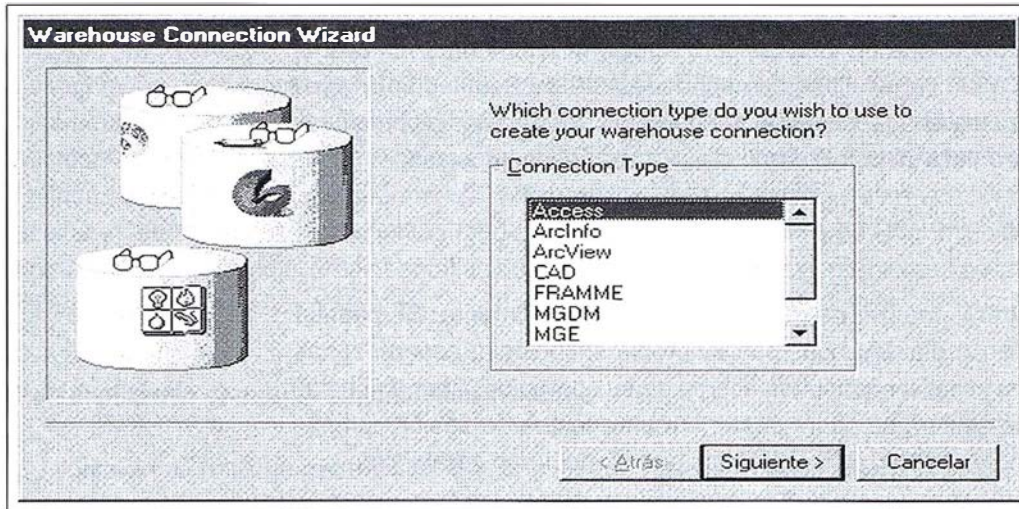 Warehouse Connection Wizard
Which connection type do you wish to use to
create your warehouse connection?
Connection Type
Access
ArcInfo
ArcView
CAD
FRAMME
MGDM
MGE
< Atrás
Siguiente >
Cancelar